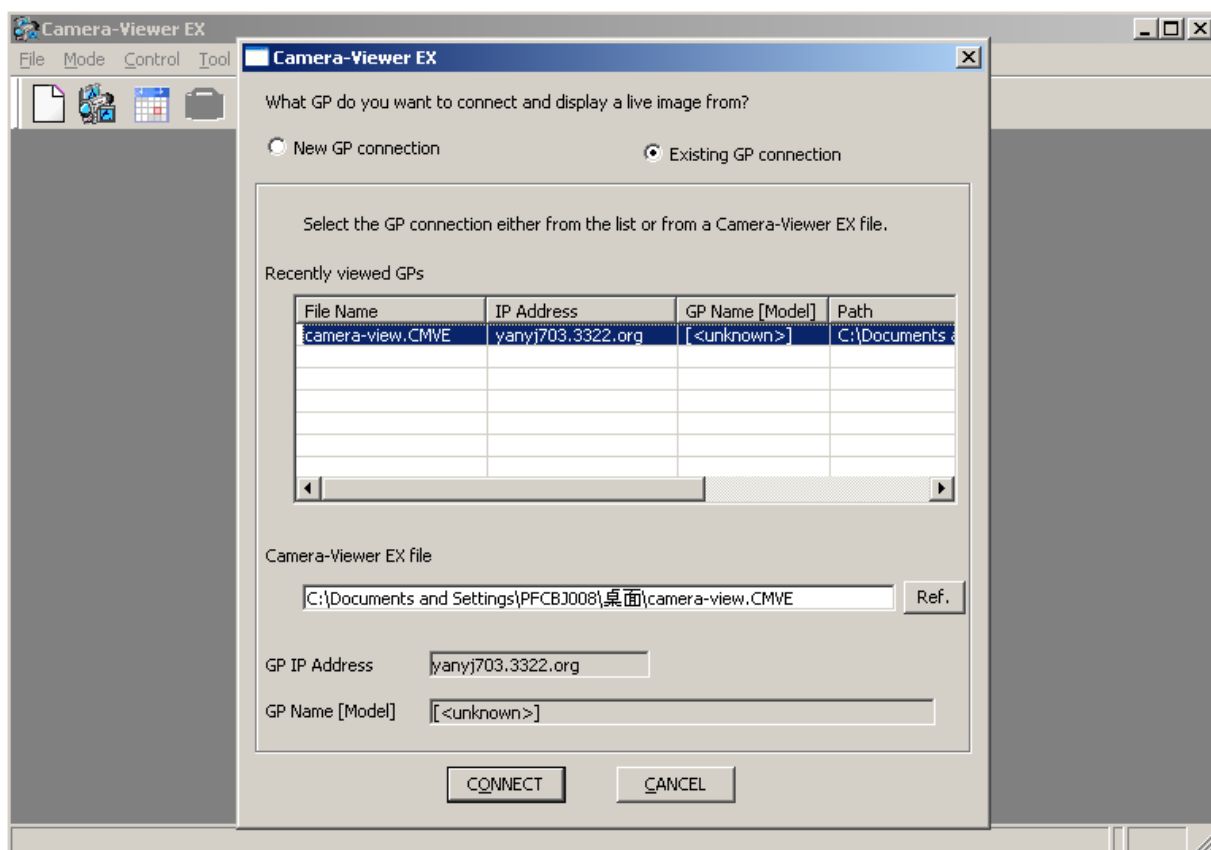 Camera-Viewer EX
File Mode Control Tool
Camera-Viewer EX
What GP do you want to connect and display a live image from?
New GP connection
Existing GP connection
Select the GP connection either from the list or from a Camera-Viewer EX file.
Recently viewed GPs
File Name IP Address GP Name [Model] Path
camera-view.CMVE yanyj703.3322.org [<unknown>] C:\Documents a
Camera-Viewer EX file
C:\Documents and Settings\PFCBJ008\桌面\camera-view.CMVE Ref.
GP IP Address yanyj703.3322.org
GP Name [Model] [<unknown>]
CONNECT CANCEL